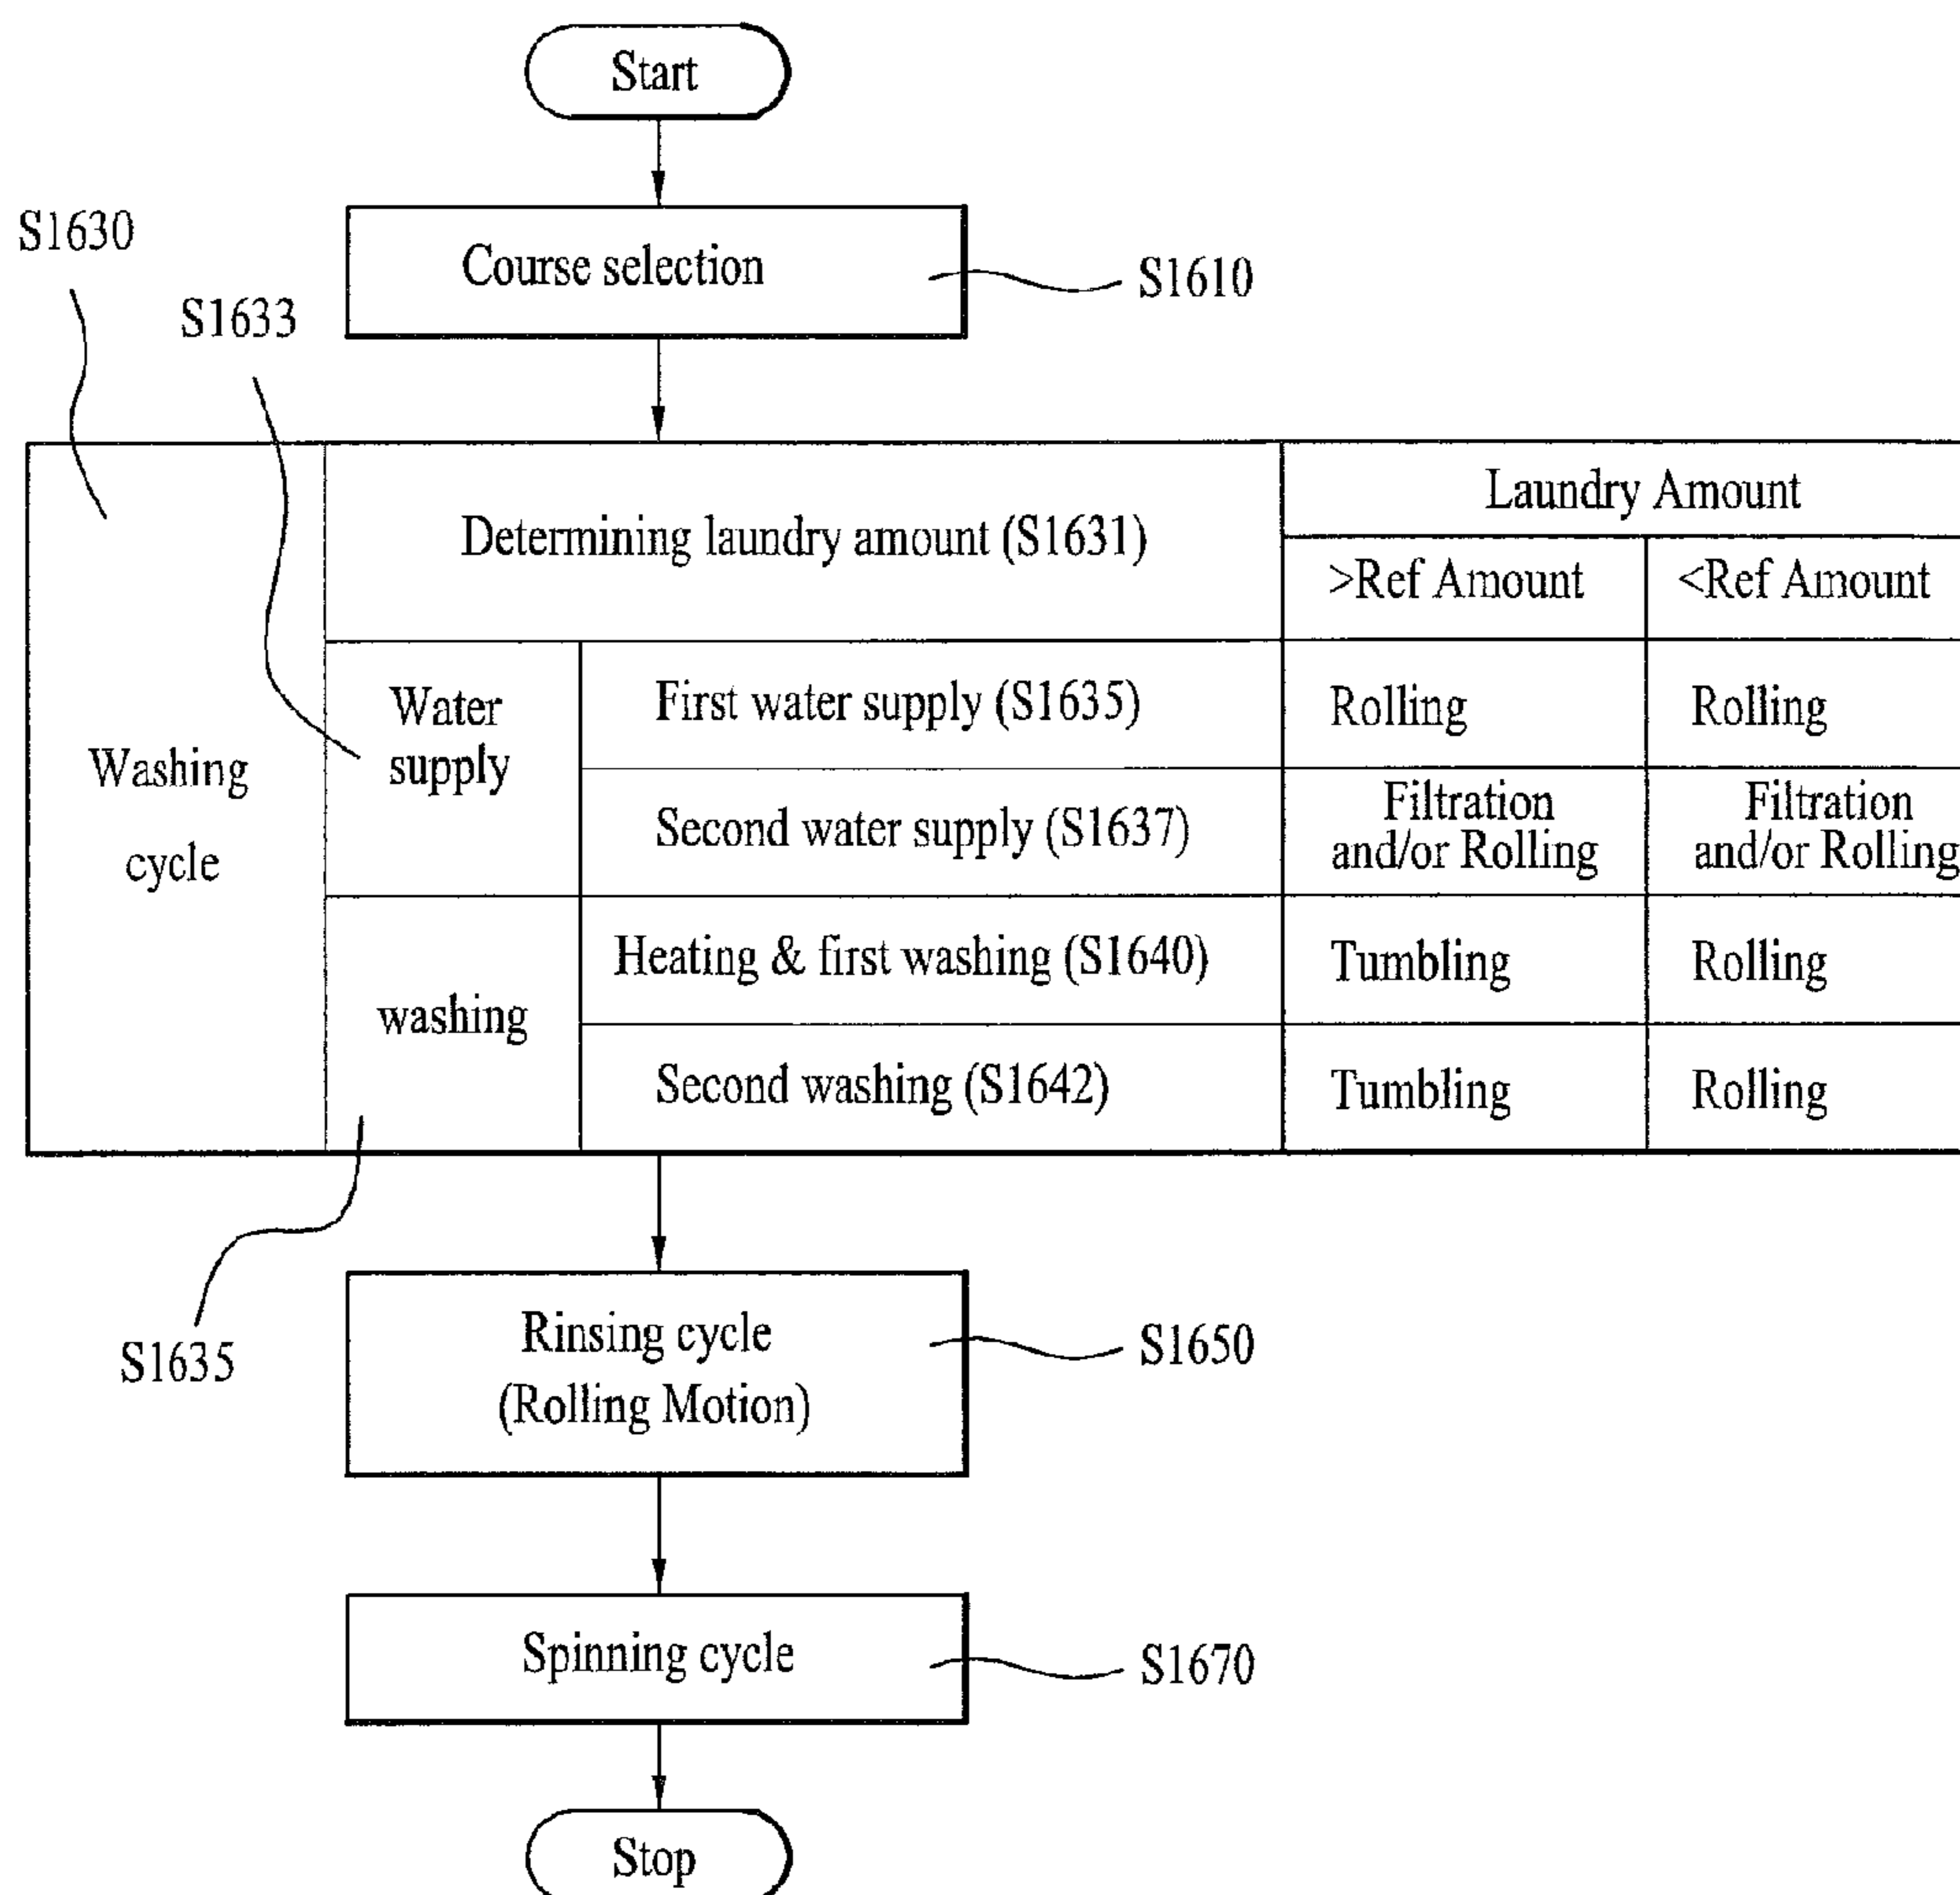 Start
S1630
Course selection
S1610
S1633
Determining laundry amount (S1631)
Laundry Amount
>Ref Amount
<Ref Amount
Washing
cycle
Water
supply
First water supply (S1635)
Rolling
Rolling
Second water supply (S1637)
Filtration
and/or Rolling
Filtration
and/or Rolling
washing
Heating & first washing (S1640)
Tumbling
Rolling
Second washing (S1642)
Tumbling
Rolling
S1635
Rinsing cycle
(Rolling Motion)
S1650
Spinning cycle
S1670
Stop